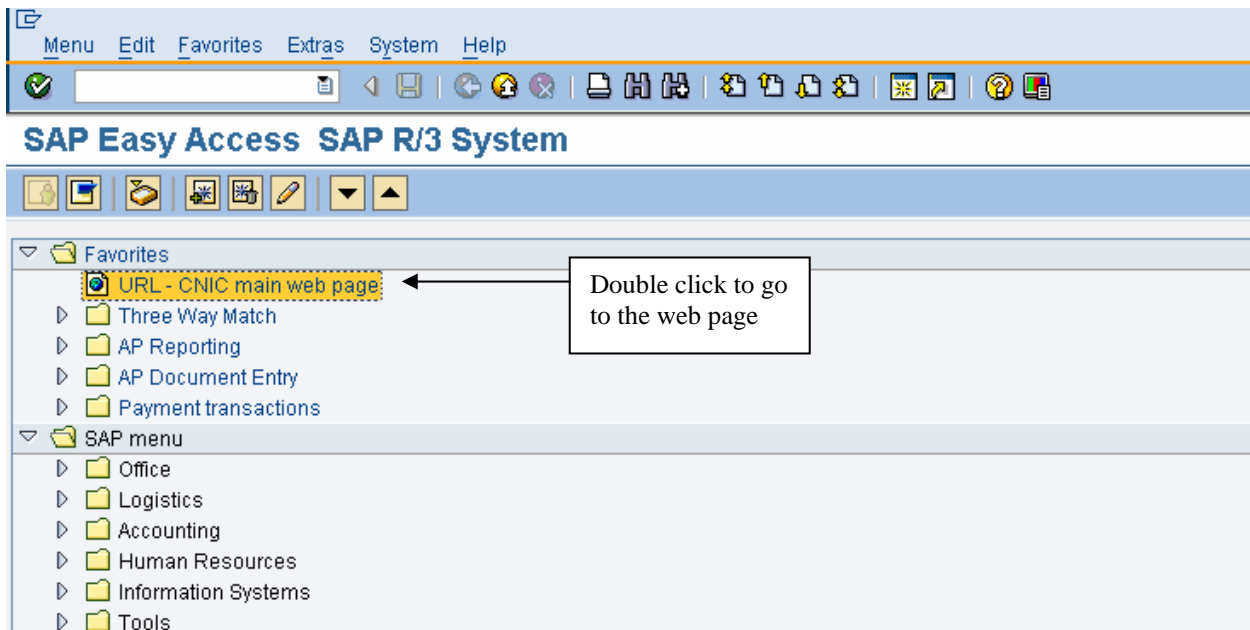 Menu Edit Favorites Extras System Help
SAP Easy Access SAP R/3 System
Favorites
URL - CNIC main web page
Double click to go
to the web page
Three Way Match
AP Reporting
AP Document Entry
Payment transactions
SAP menu
Office
Logistics
Accounting
Human Resources
Information Systems
Tools